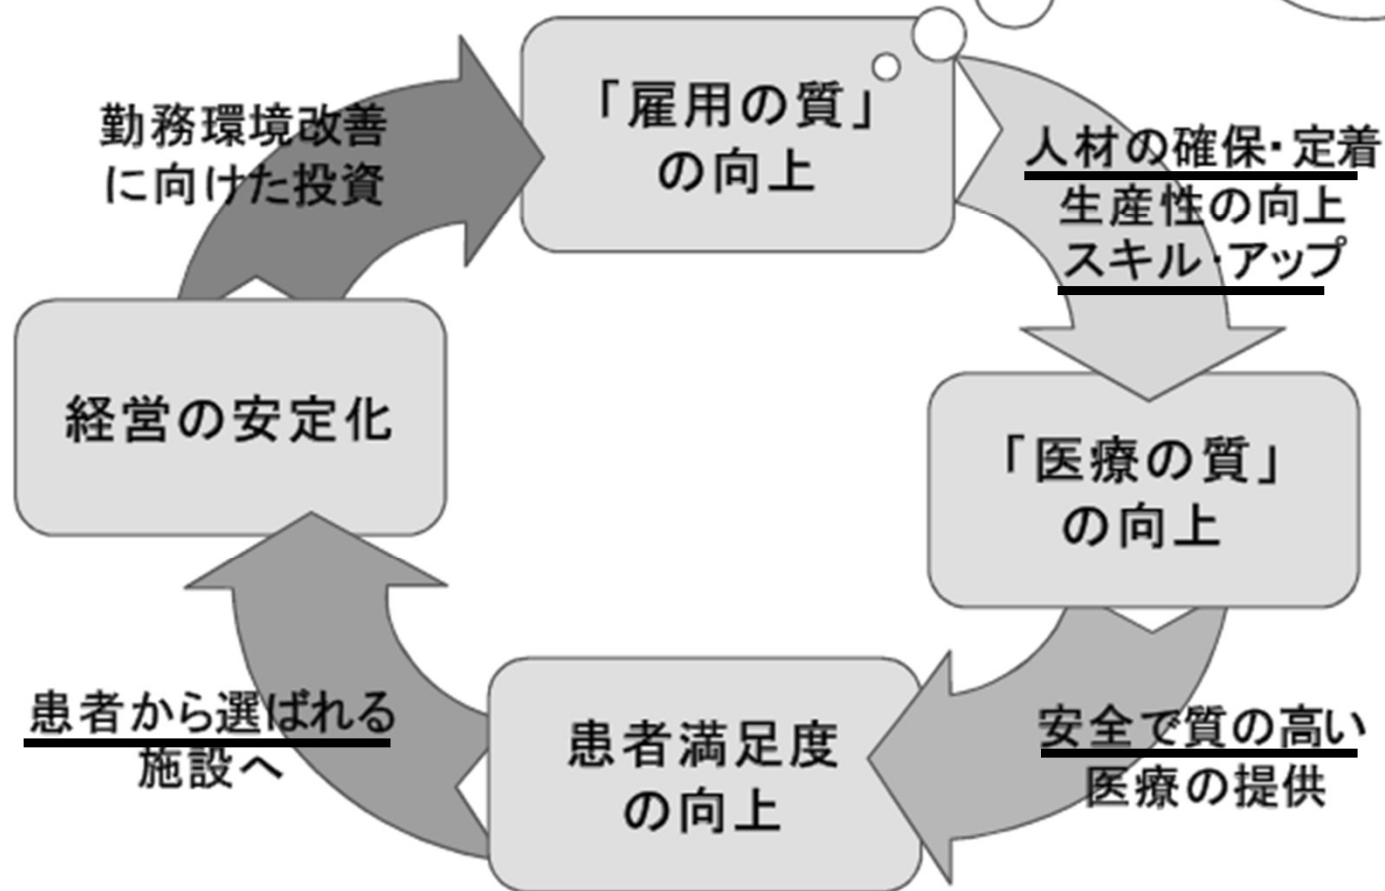 「雇用の質」
の向上
勤務環境改善
に向けた投資
人材の確保・定着
生産性の向上
スキル・アップ
経営の安定化
「医療の質」
の向上
患者から選ばれる
施設へ
患者満足度
の向上
安全で質の高い
医療の提供